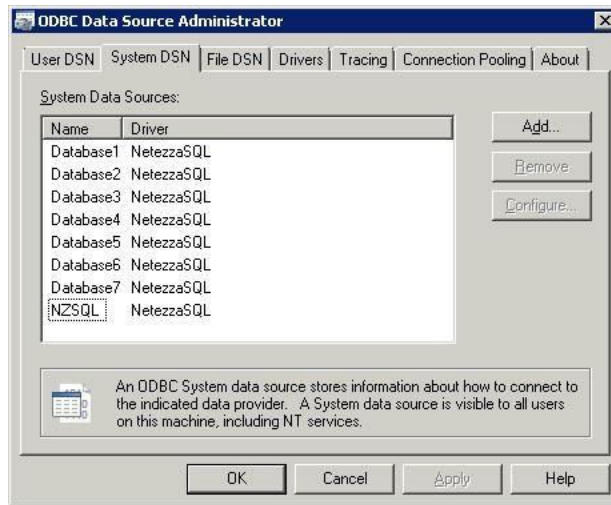 ODBC Data Source Administrator
User DSN System DSN File DSN Drivers Tracing Connection Pooling About
System Data Sources:
Name Driver
Database1 NetezzaSQL
Database2 NetezzaSQL
Database3 NetezzaSQL
Database4 NetezzaSQL
Database5 NetezzaSQL
Database6 NetezzaSQL
Database7 NetezzaSQL
NZSQL NetezzaSQL
Add...
Remove
Configure...
An ODBC System data source stores information about how to connect to
the indicated data provider. A System data source is visible to all users
on this machine, including NT services.
OK Cancel Apply Help